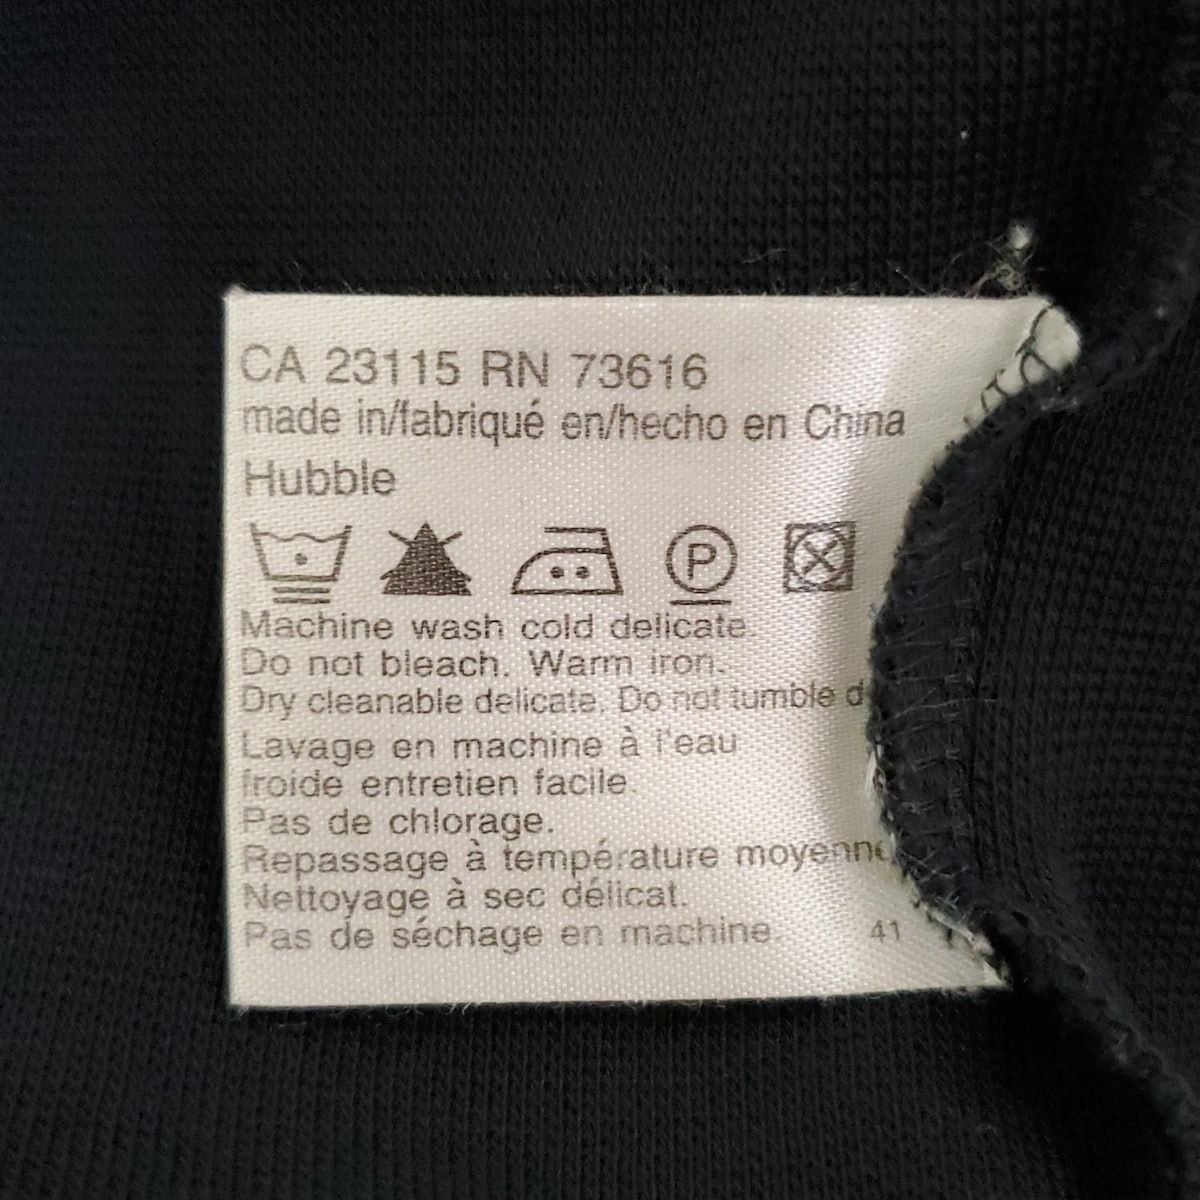 CA 23115 RN 73616
made in/fabriqué en/hecho en China
Hubble
P
Machine wash cold delicate.
Do not bleach. Warm iron.
Dry cleanable delicate. Do not tumble d
Lavage en machine à l'eau
froide entretien facile.
Pas de chlorage.
Repassage à température moyenne
Nettoyage à sec délicat.
Pas de séchage en machine. 41